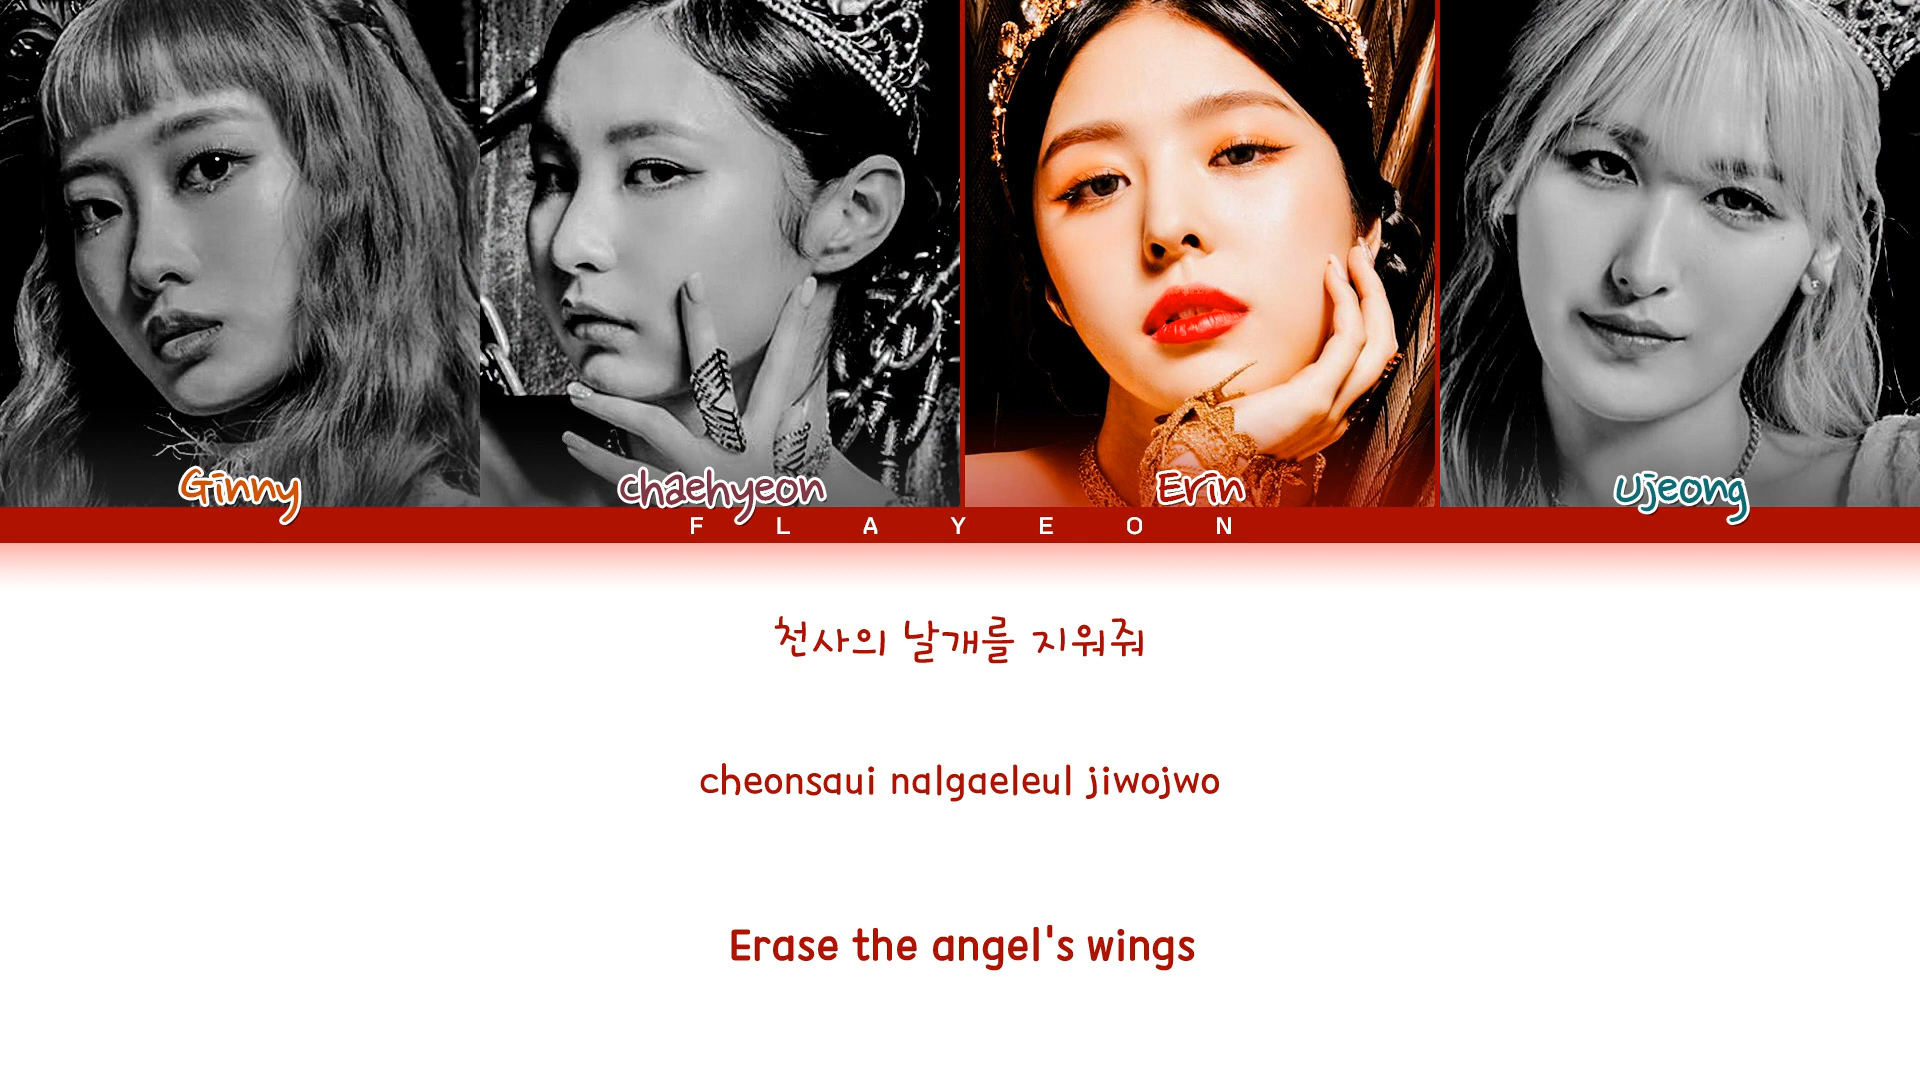 Ginny
chaehyeon
Erin
Ujeong
FLAYEON
천사의 날개를 지워줘
cheonsaui nalgaeleul jiwojwo
Erase the angel's wings